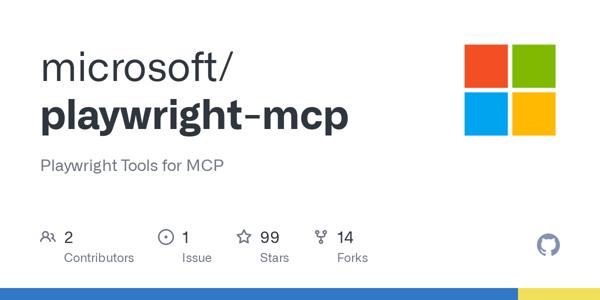 microsoft/
playwright-mcp
Playwright Tools for MCP
2 1 99 14
Contributors Issue Stars Forks